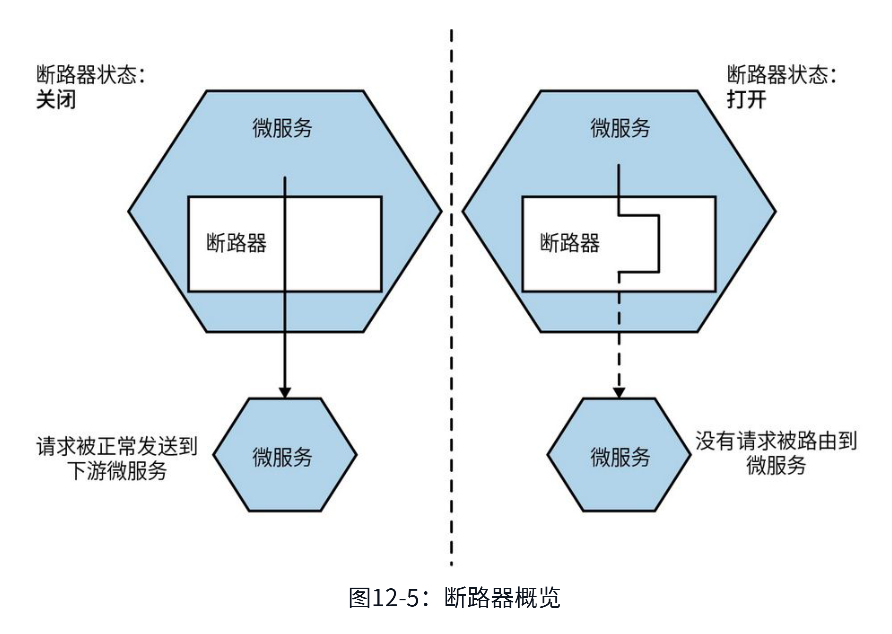 断路器状态：
关闭
微服务
断路器
请求被正常发送到
下游微服务
微服务
断路器状态：
打开
微服务
断路器
微服务
没有请求被路由到
微服务
图12-5：断路器概览